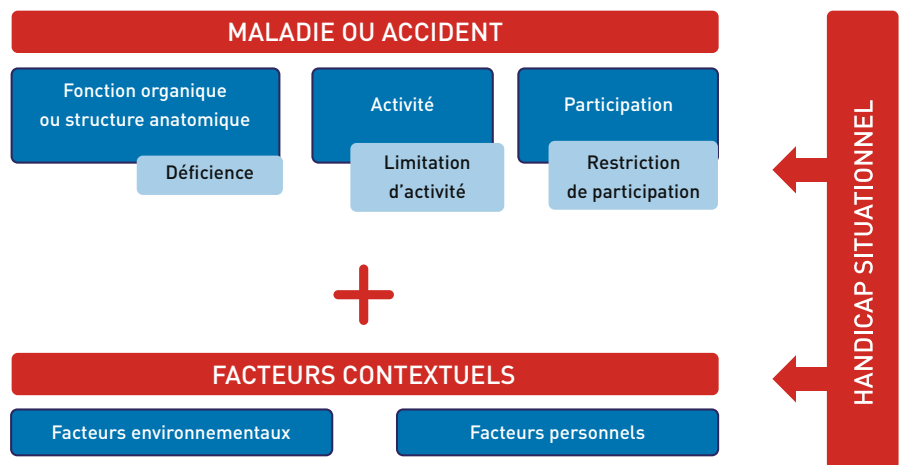 MALADIE OU ACCIDENT
Fonction organique
ou structure anatomique
Déficience
Activité
Limitation
d'activité
Participation
Restriction
de participation
FACTEURS CONTEXTUELS
Facteurs environnementaux
Facteurs personnels
HANDICAP SITUATIONNEL